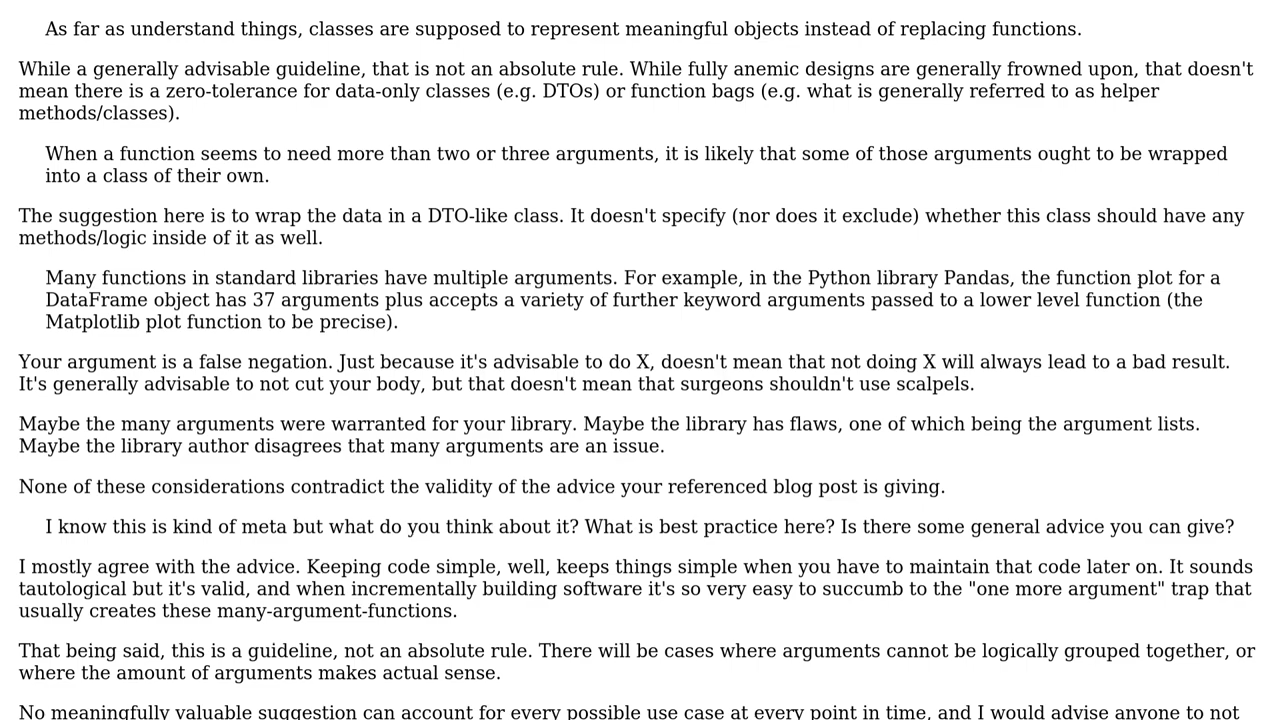 As far as understand things, classes are supposed to represent meaningful objects instead of replacing functions.
While a generally advisable guideline, that is not an absolute rule. While fully anemic designs are generally frowned upon, that doesn't
mean there is a zero-tolerance for data-only classes (e.g. DTOs) or function bags (e.g. what is generally referred to as helper
methods/classes).
When a function seems to need more than two or three arguments, it is likely that some of those arguments ought to be wrapped
into a class of their own.
The suggestion here is to wrap the data in a DTO-like class. It doesn't specify (nor does it exclude) whether this class should have any
methods/logic inside of it as well.
Many functions in standard libraries have multiple arguments. For example, in the Python library Pandas, the function plot for a
DataFrame object has 37 arguments plus accepts a variety of further keyword arguments passed to a lower level function (the
Matplotlib plot function to be precise).
Your argument is a false negation. Just because it's advisable to do X, doesn't mean that not doing X will always lead to a bad result.
It's generally advisable to not cut your body, but that doesn't mean that surgeons shouldn't use scalpels.
Maybe the many arguments were warranted for your library. Maybe the library has flaws, one of which being the argument lists.
Maybe the library author disagrees that many arguments are an issue.
None of these considerations contradict the validity of the advice your referenced blog post is giving.
I know this is kind of meta but what do you think about it? What is best practice here? Is there some general advice you can give?
I mostly agree with the advice. Keeping code simple, well, keeps things simple when you have to maintain that code later on. It sounds
tautological but it's valid, and when incrementally building software it's so very easy to succumb to the "one more argument" trap that
usually creates these many-argument-functions.
That being said, this is a guideline, not an absolute rule. There will be cases where arguments cannot be logically grouped together, or
where the amount of arguments makes actual sense.
No meaningfully valuable suggestion can account for every possible use case at every point in time, and I would advise anyone to not